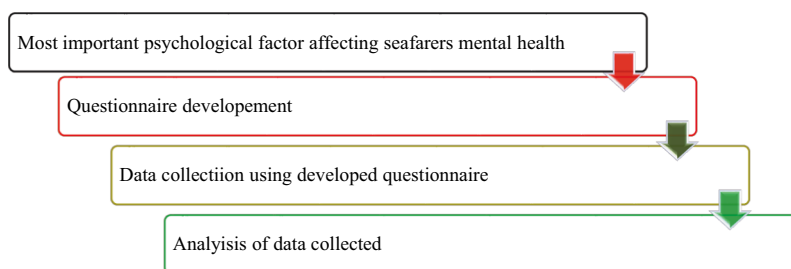 Most important psychological factor affecting seafarers mental health
Questionnaire developement
Data collectiion using developed questionnaire
Analyisis of data collected